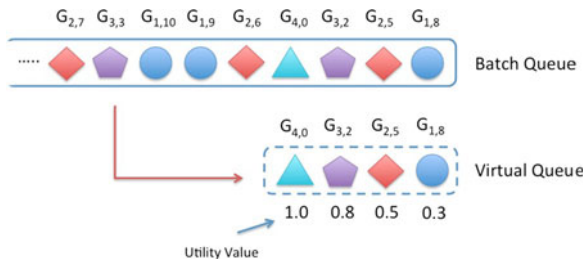 G2,7 G3,3 G1,10 G1,9 G2,6 G4,0 G3,2 G2,5 G1,8
..... Batch Queue
G4,0 G3,2 G2,5 G1,8
Virtual Queue
1.0 0.8 0.5 0.3
Utility Value